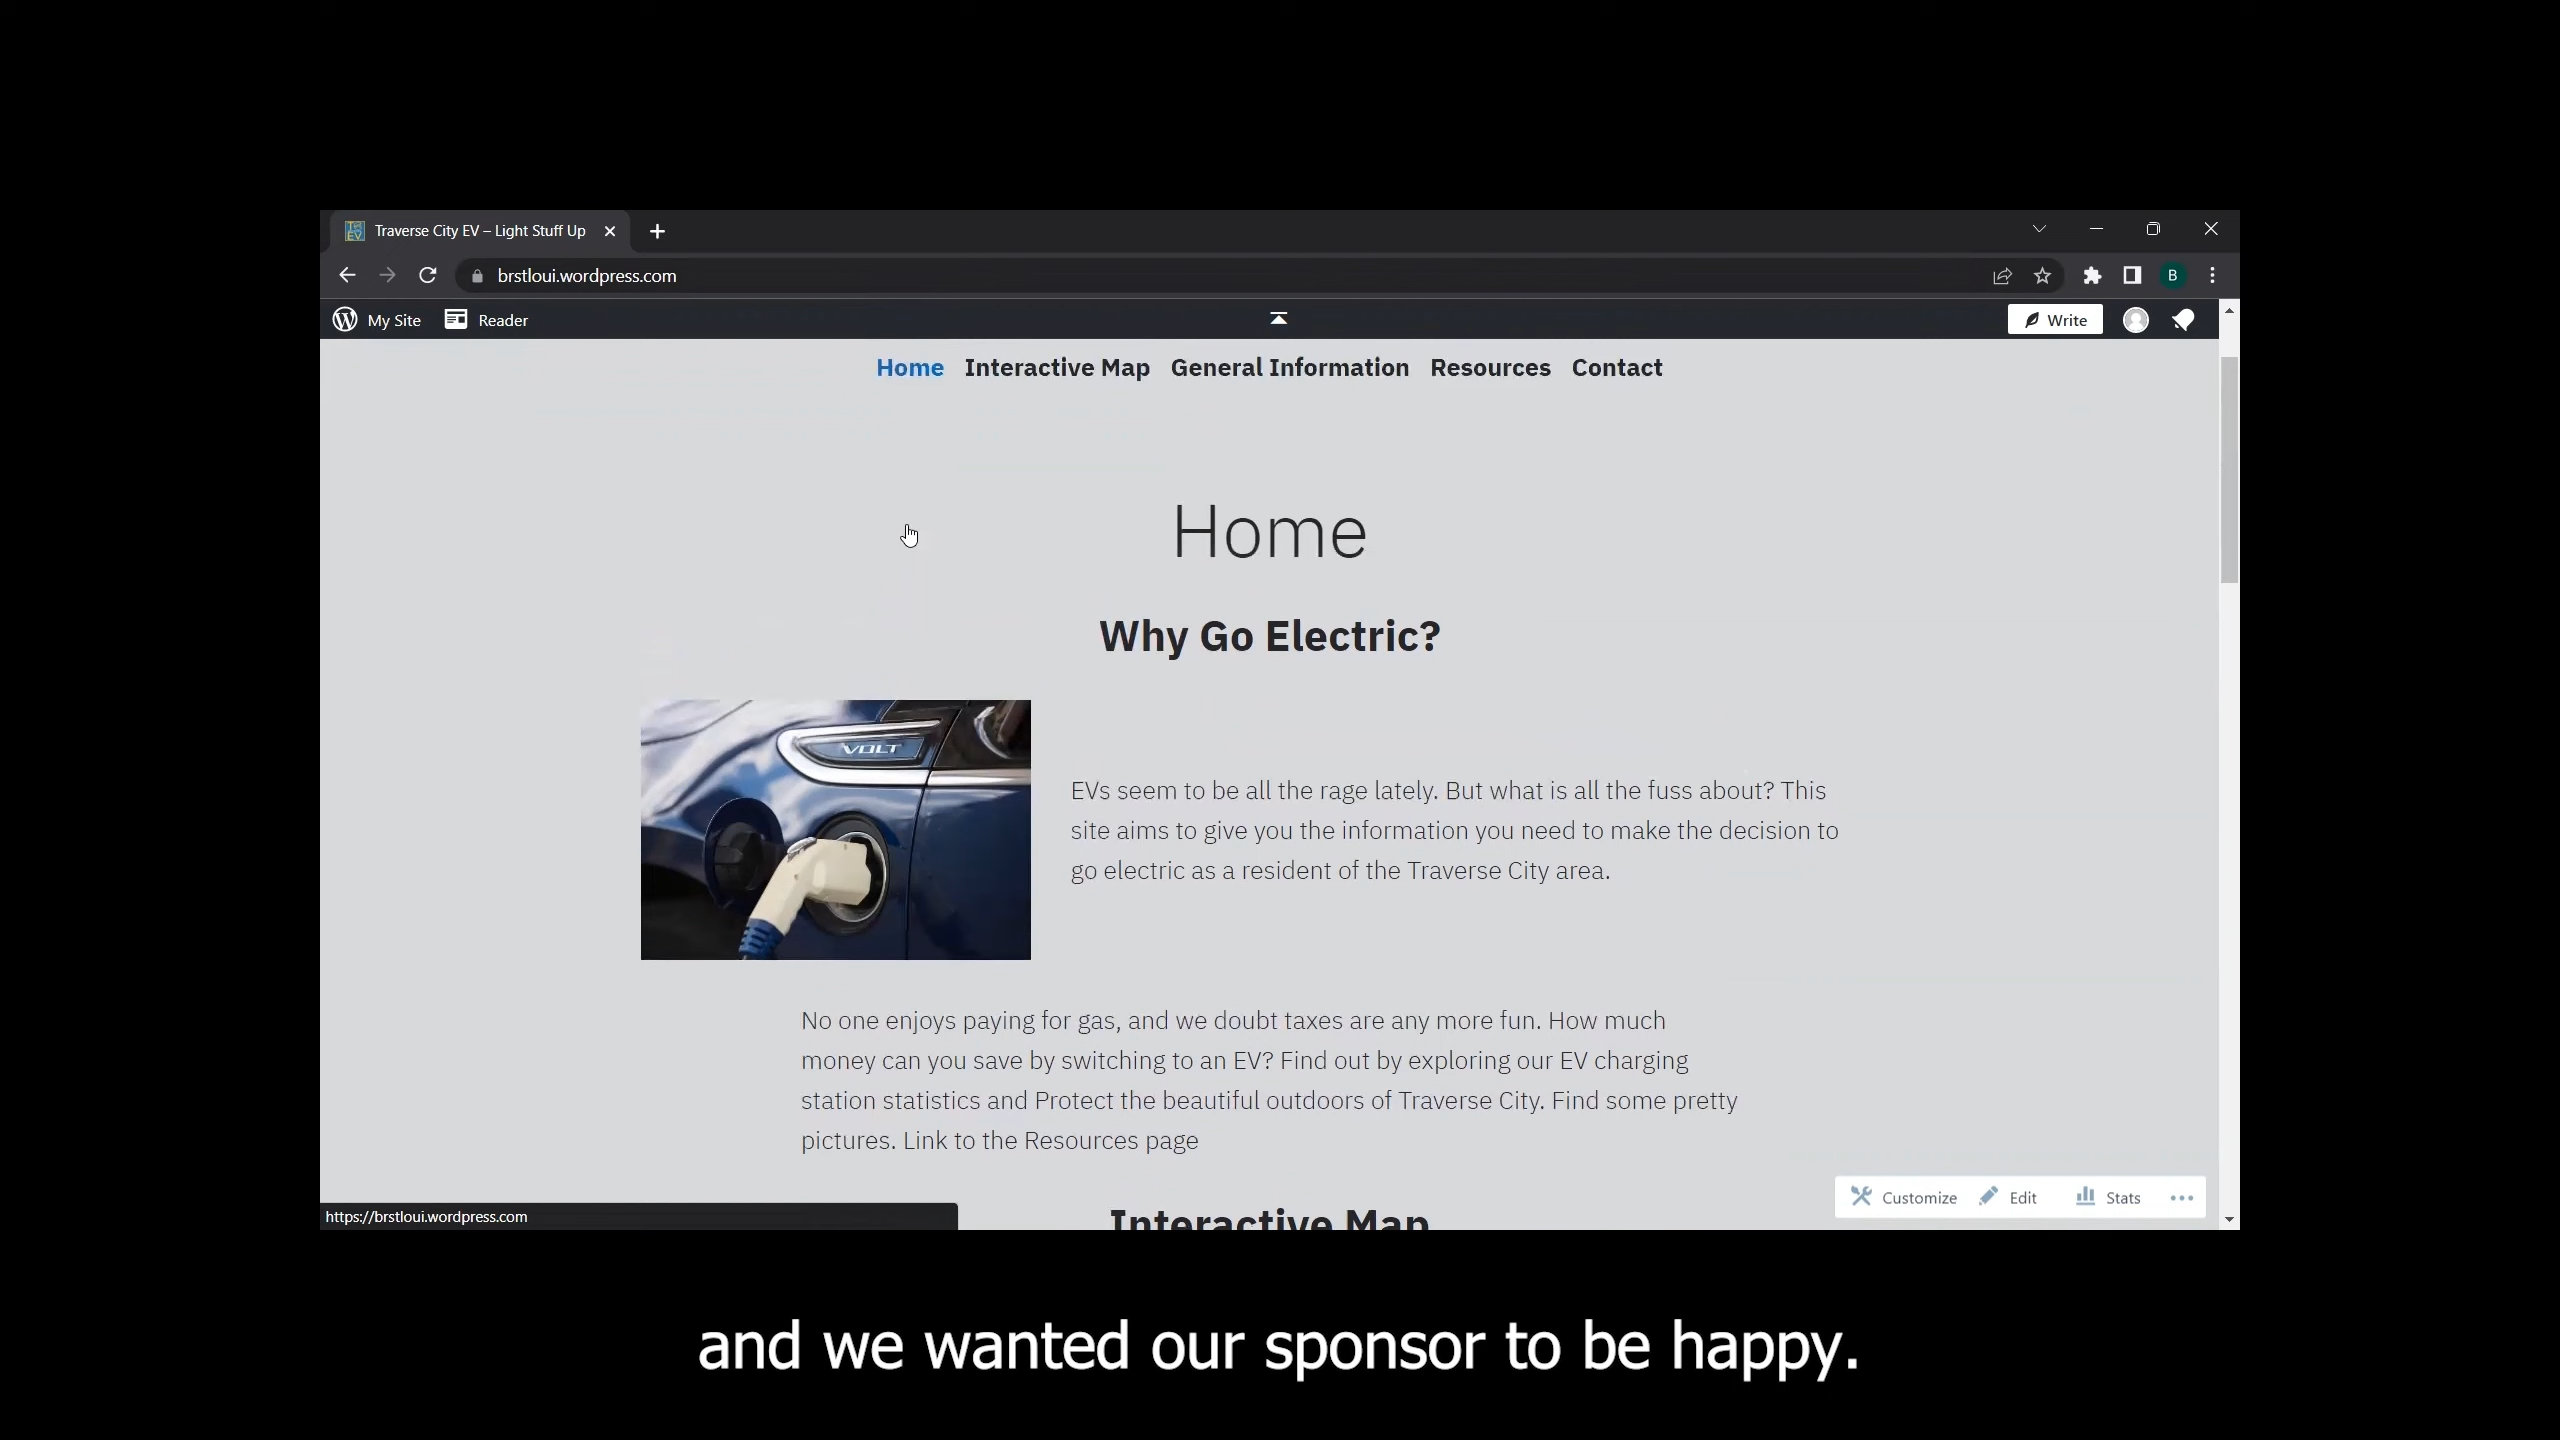 Traverse City EV – Light Stuff Up
brstloui.wordpress.com
B
My Site
Reader
Write
Home Interactive Map General Information Resources Contact
Home
Why Go Electric?
VOLT
EVs seem to be all the rage lately. But what is all the fuss about? This
site aims to give you the information you need to make the decision to
go electric as a resident of the Traverse City area.
No one enjoys paying for gas, and we doubt taxes are any more fun. How much
money can you save by switching to an EV? Find out by exploring our EV charging
station statistics and Protect the beautiful outdoors of Traverse City. Find some pretty
pictures. Link to the Resources page
Customize Edit Stats
Interactive Map
https://brstloui.wordpress.com
and we wanted our sponsor to be happy.